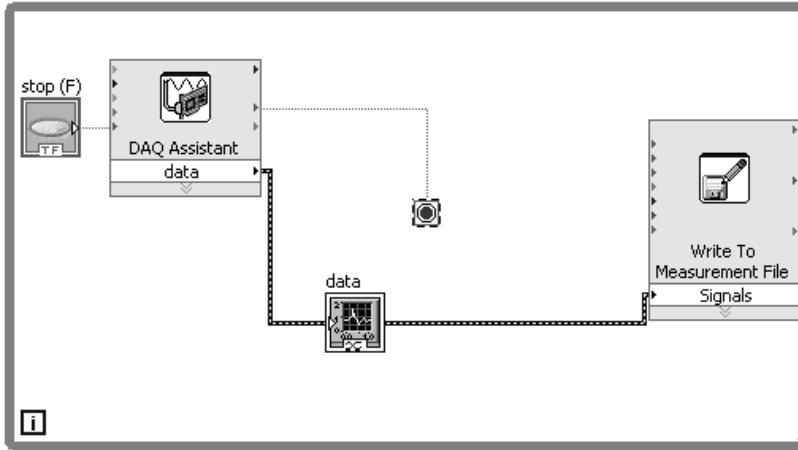 stop (F)
TF
DAQ Assistant
data
data
Write To
Measurement File
Signals
i